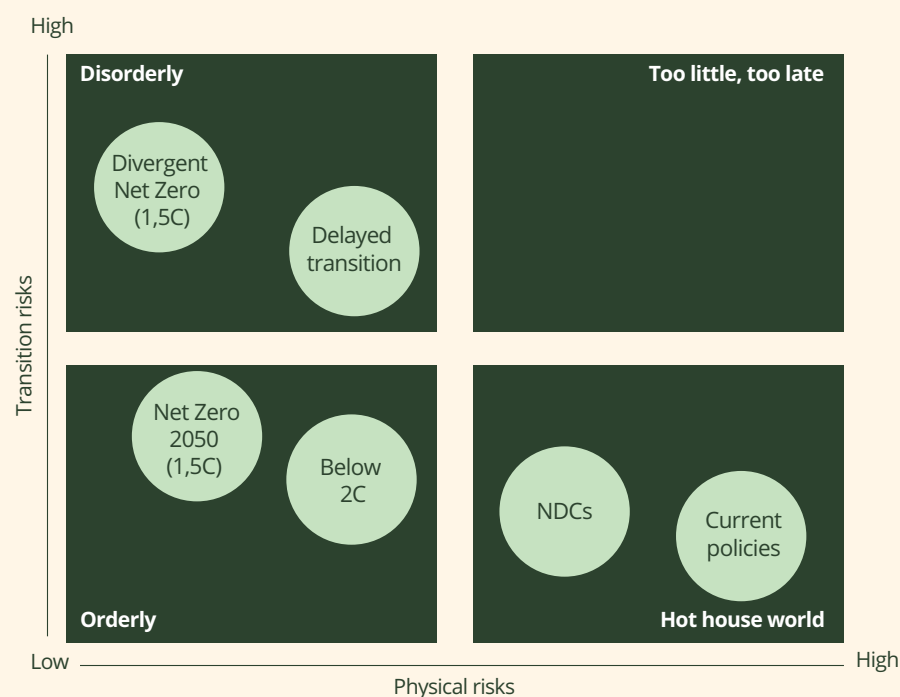 High
Disorderly
Too little, too late
Divergent
Net Zero
(1,5C)
Delayed
transition
Transition risks
Net Zero
2050
(1,5C)
Below
2C
NDCs
Current
policies
Orderly
Hot house world
Low
High
Physical risks